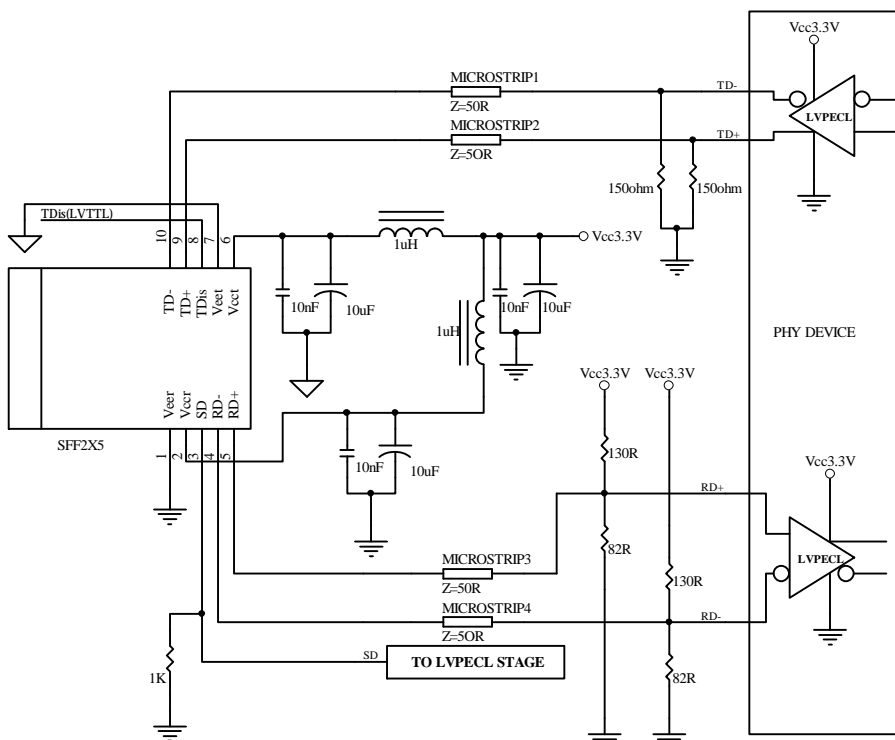 Vcc3.3V
MICROSTRIP1
TD-
Z=50R
LVPECL
MICROSTRIP2
TD+
Z=5OR
150ohm
150ohm
TDis(LVTTL)
10
9
8
7
6
1uH
Vcc3.3V
TD-
TD+
TDis
Veet
Vcct
10nF
10uF
10nF
10uF
1uH
PHY DEVICE
Vcc3.3V
Vcc3.3V
Veer
Vccr
SD
RD-
RD+
SFF2X5
1
2
3
4
5
10nF
10uF
130R
Vcc3.3V
RD+
82R
LVPECL
MICROSTRIP3
Z=50R
130R
MICROSTRIP4
RD-
Z=5OR
SD
TO LVPECL STAGE
1K
82R